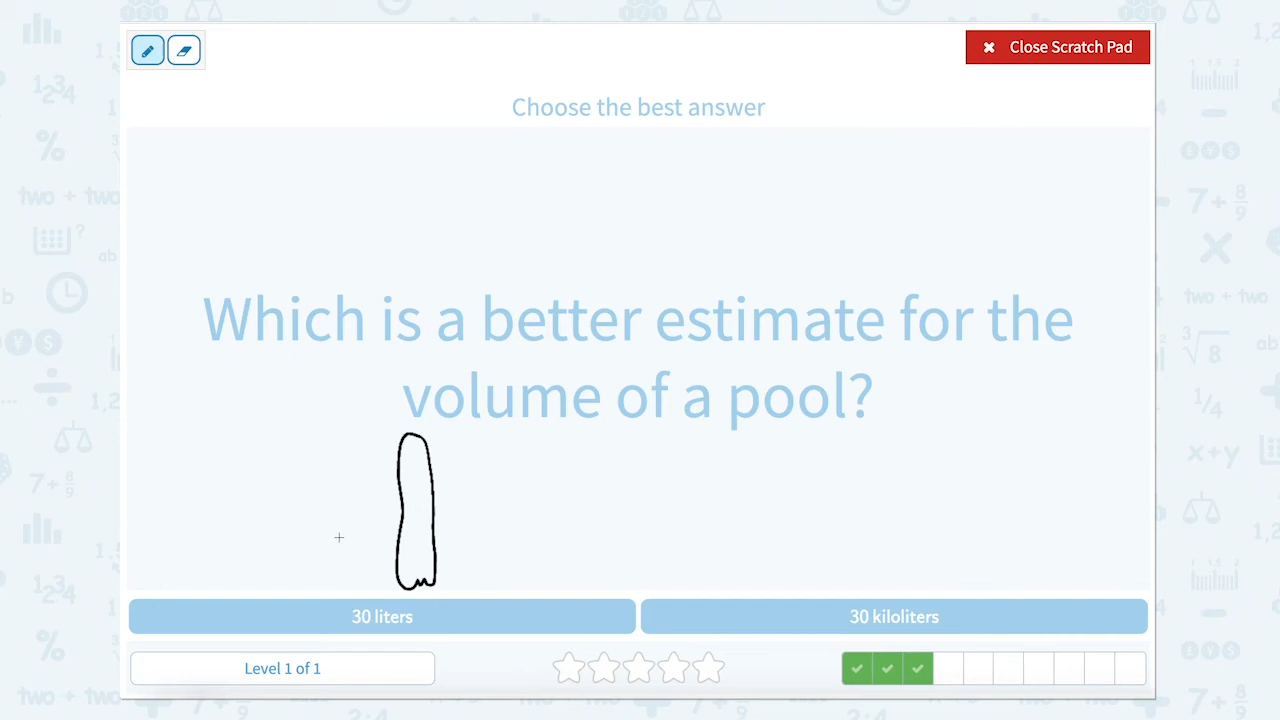 Close Scratch Pad
Choose the best answer
Which is a better estimate for the
volume of a pool?
30 liters
30 kiloliters
Level 1 of 1